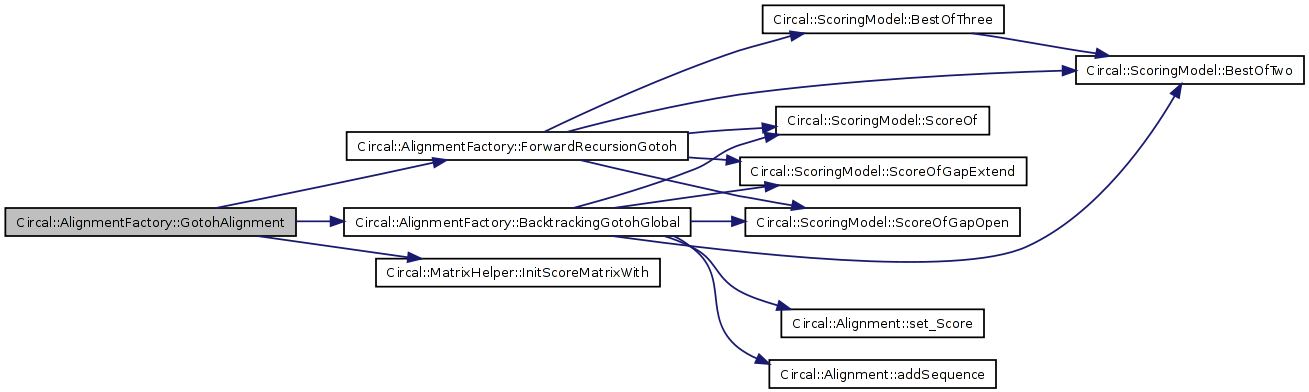 Circal::ScoringModel::BestOfThree
Circal::ScoringModel::BestOfTwo
Circal::ScoringModel::ScoreOf
Circal::AlignmentFactory::ForwardRecursionGotoh
Circal::ScoringModel::ScoreOfGapExtend
Circal::AlignmentFactory::GotohAlignment
Circal::AlignmentFactory::BacktrackingGotohGlobal
Circal::ScoringModel::ScoreOfGapOpen
Circal::MatrixHelper::InitScoreMatrixWith
Circal::Alignment::set_Score
Circal::Alignment::addSequence